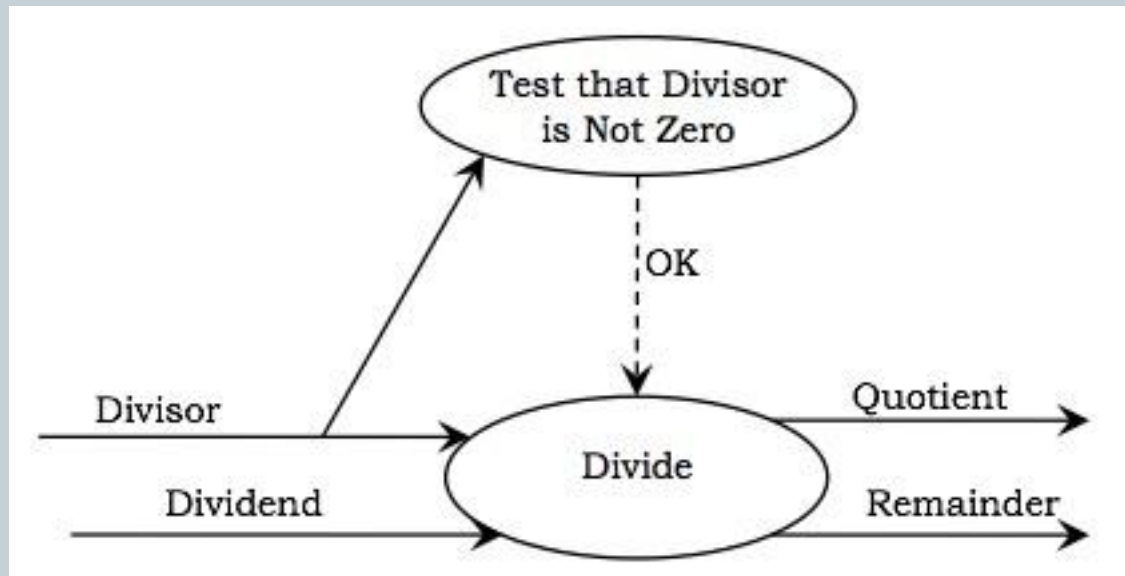 Test that Divisor
is Not Zero
OK
Divisor
Quotient
Divide
Dividend
Remainder